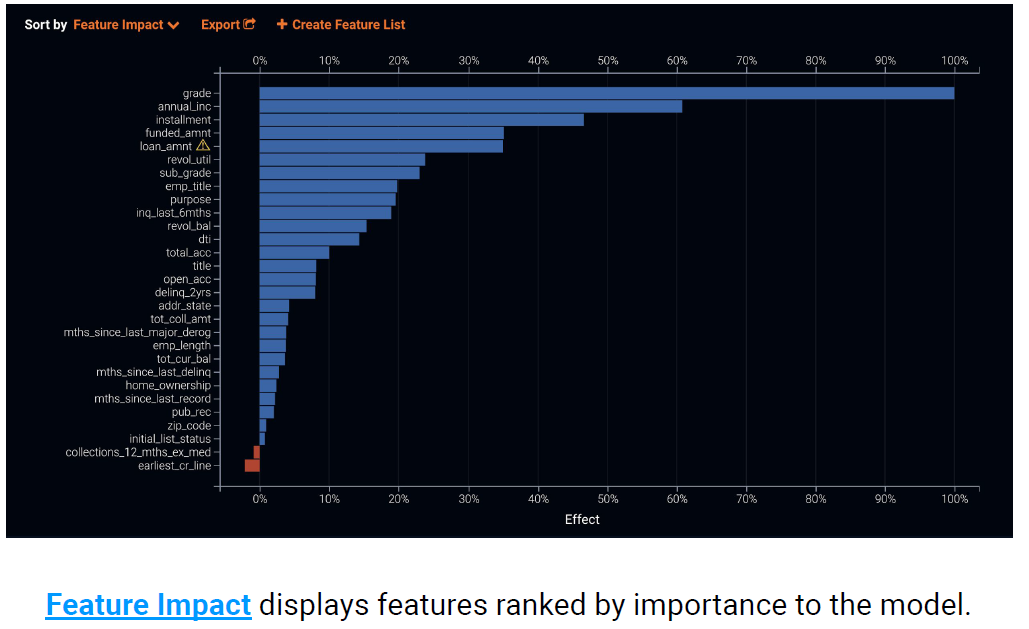 Sort by Feature Impact Export + Create Feature List
0% 10% 20% 30% 40% 50% 60% 70% 80% 90% 100%
grade
annual_inc
installment
funded_amnt
loan_amnt
revol_util
sub_grade
emp_title
purpose
inq_last_6mths
revol_bal
dti
total_acc
title
open_acc
delinq_2yrs
addr_state
tot_coll_amt
mths_since_last_major_derog
emp_length
tot_cur_bal
mths_since_last_delinq
home_ownership
mths_since_last_record
pub_rec
zip_code
initial_list_status
collections_12_mths_ex_med
earliest_cr_line
0% 10% 20% 30% 40% 50% 60% 70% 80% 90% 100%
Effect
Feature Impact displays features ranked by importance to the model.